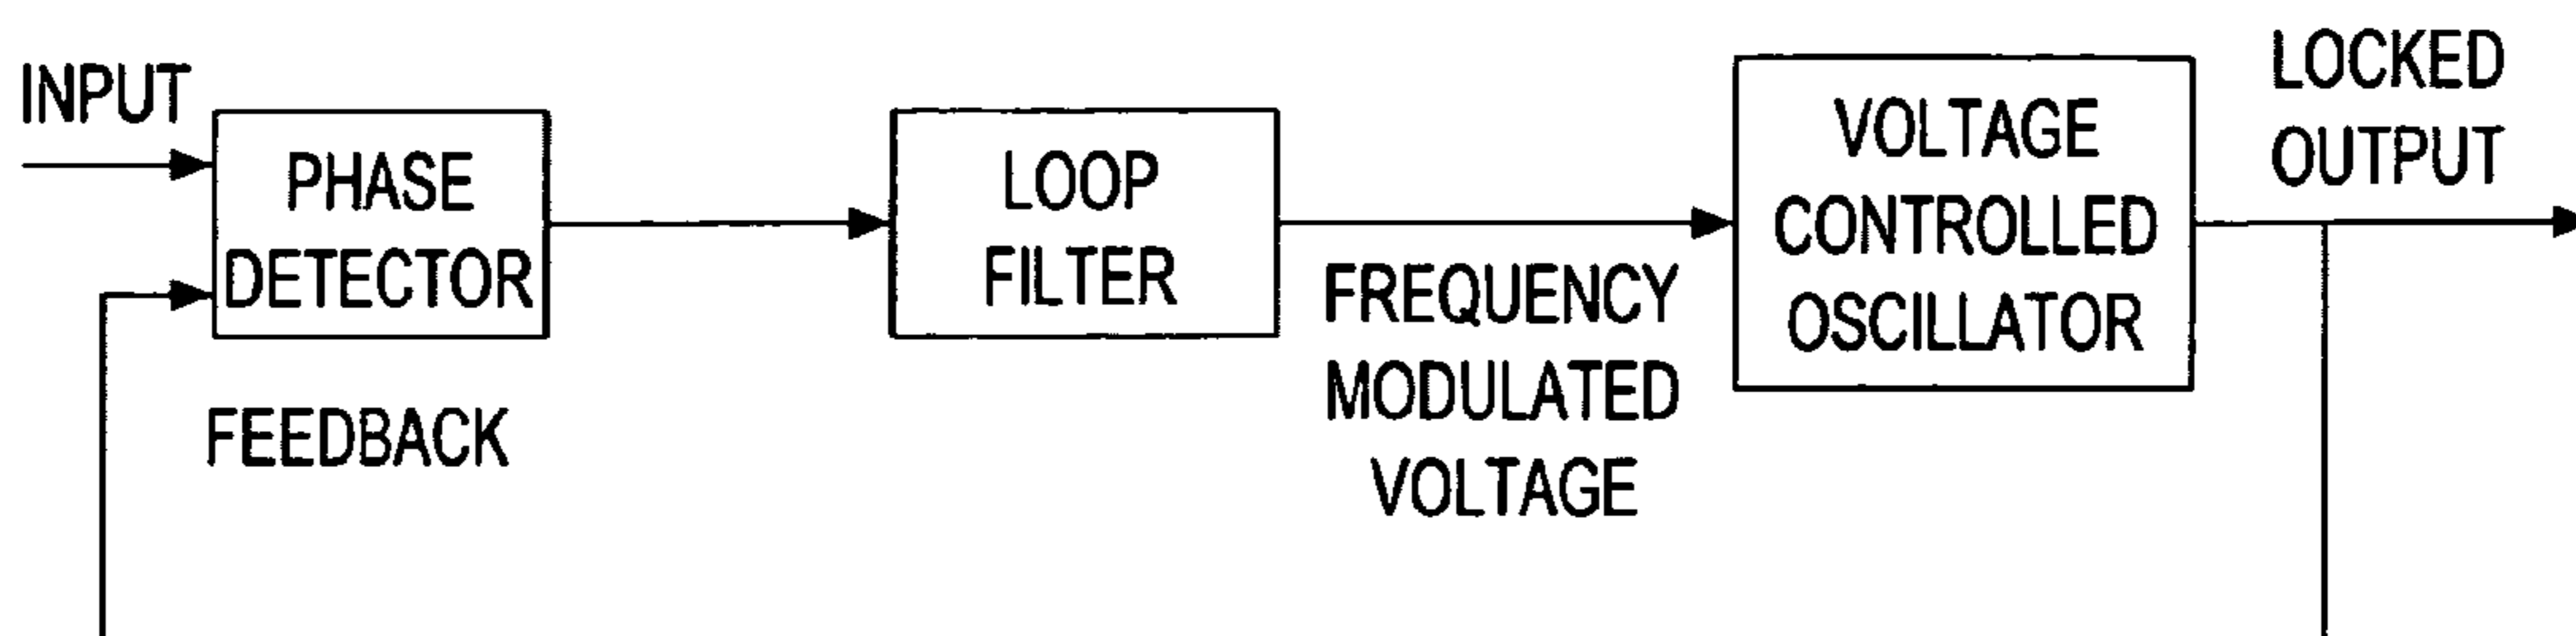 INPUT
PHASE
DETECTOR
FEEDBACK
LOOP
FILTER
FREQUENCY
MODULATED
VOLTAGE
VOLTAGE
CONTROLLED
OSCILLATOR
LOCKED
OUTPUT